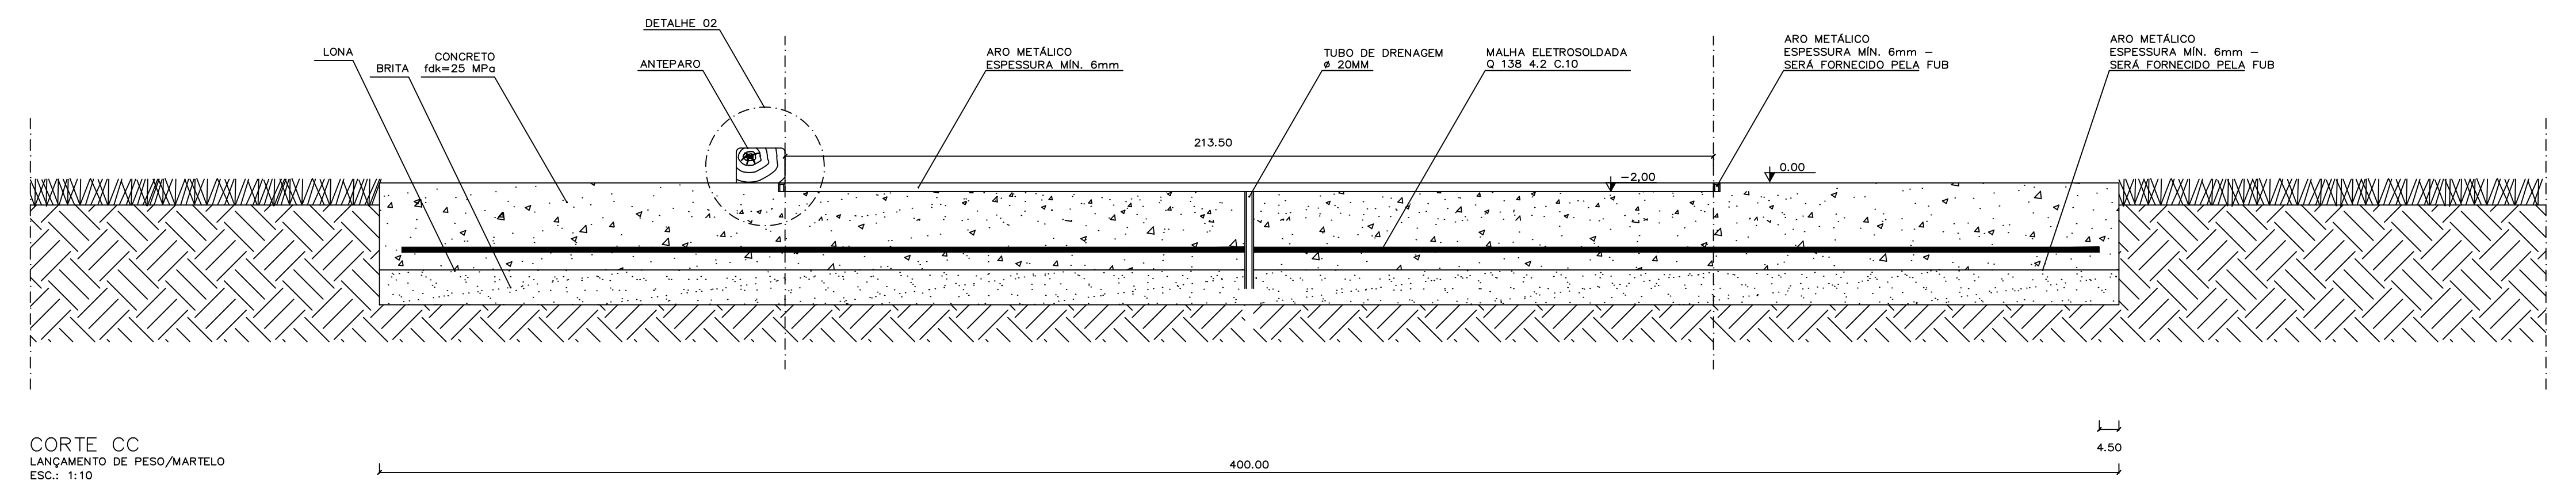 DETALHE 02
LONA
CONCRETO
fdk=25 MPa
BRITA
ANTEPARO
ARO METÁLICO
ESPESSURA MÍN. 6mm
TUBO DE DRENAGEM
ø 20MM
MALHA ELETROSOLDADA
Q 138 4.2 C.10
ARO METÁLICO
ESPESSURA MÍN. 6mm –
SERÁ FORNECIDO PELA FUB
ARO METÁLICO
ESPESSURA MÍN. 6mm –
SERÁ FORNECIDO PELA FUB
213.50
0.00
–2,00
CORTE CC
LANÇAMENTO DE PESO/MARTELO
ESC.: 1:10
4.50
400.00